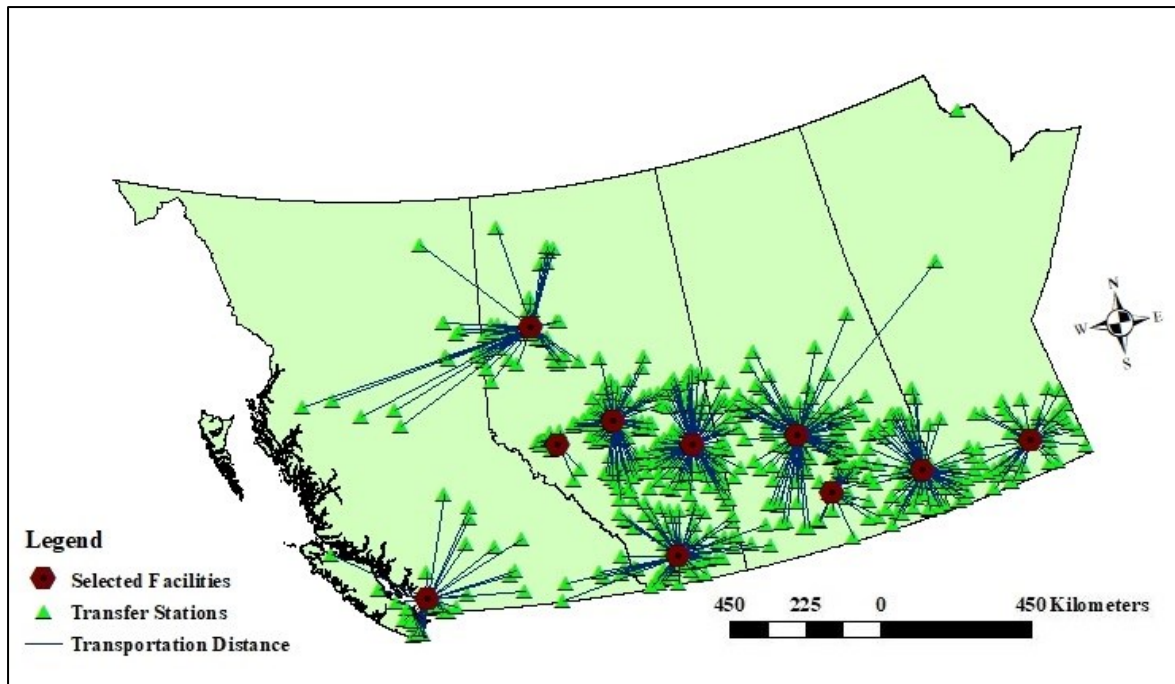 N
W E
S
Legend
Selected Facilities
Transfer Stations
Transportation Distance
450 225 0 450 Kilometers